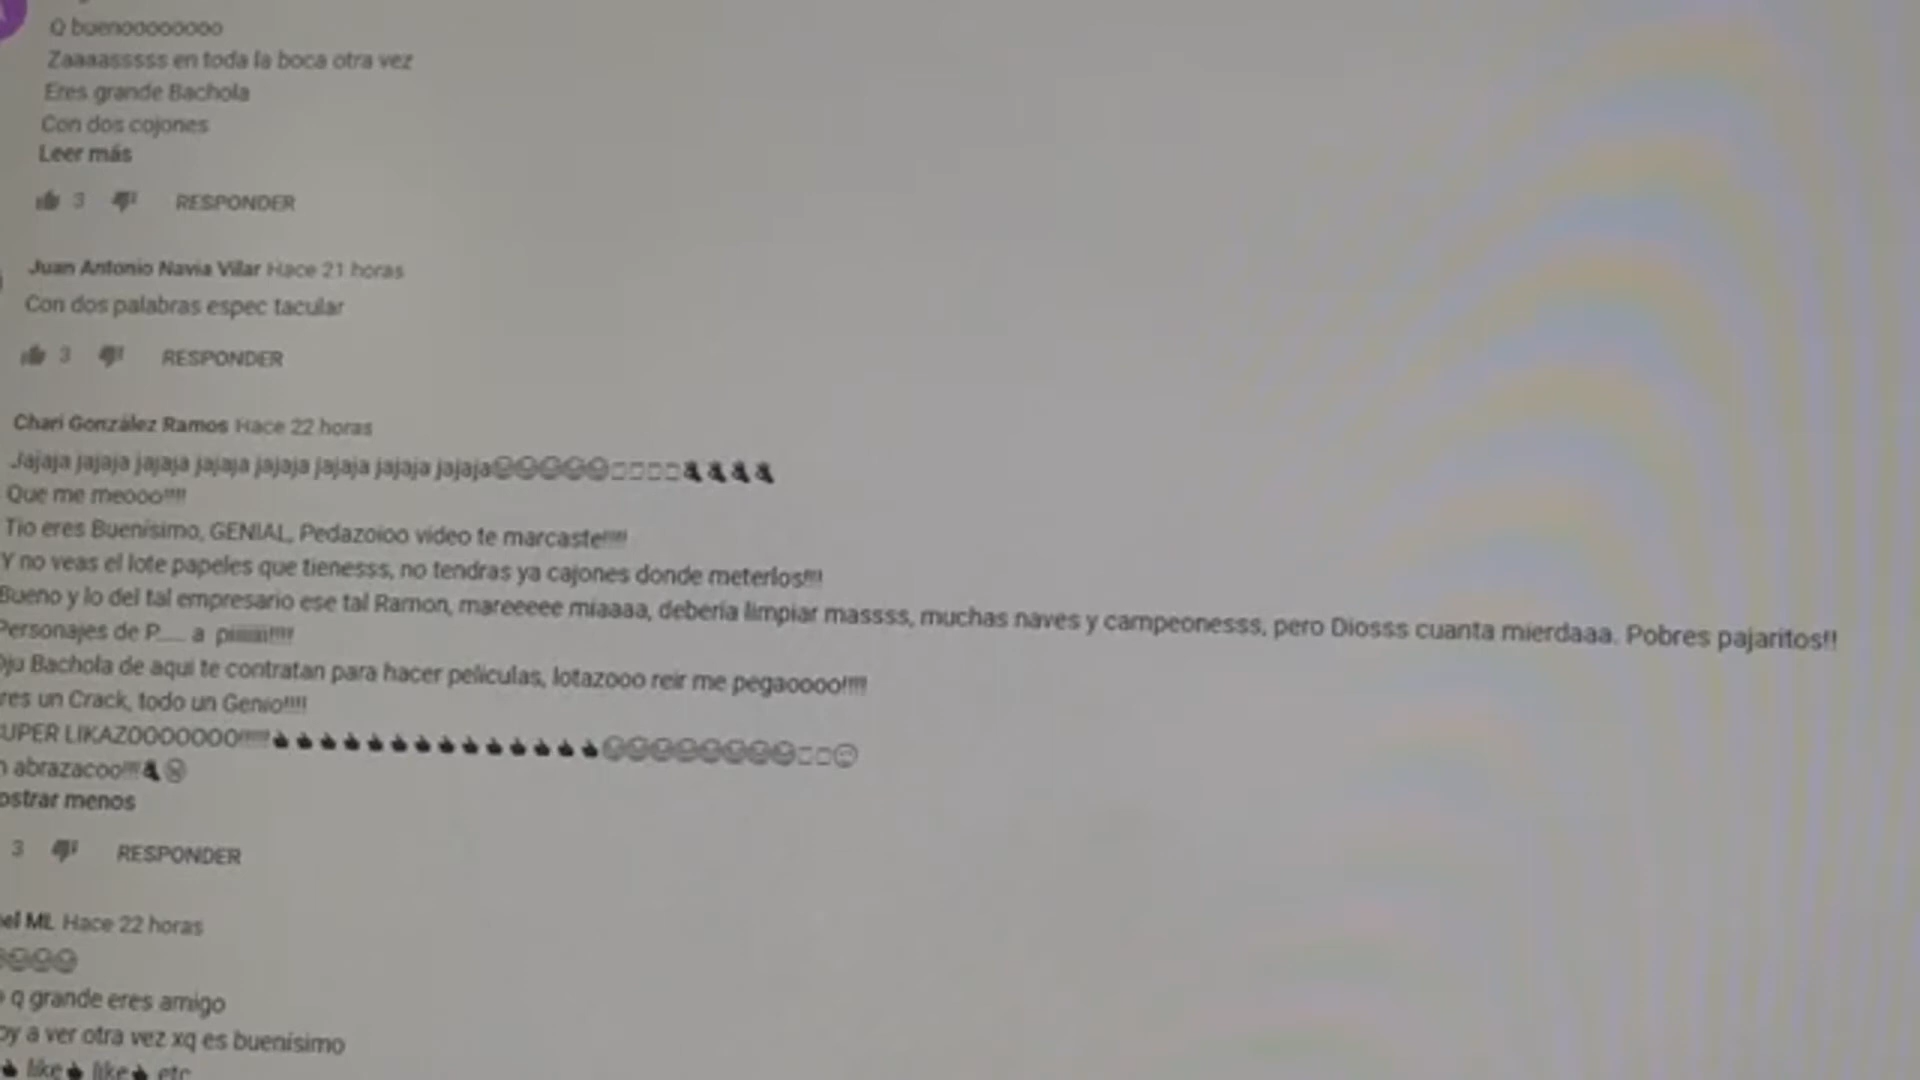 Q buenoooooooo
Zaaaasssss en toda la boca otra vez
Eres grande Bachola
Con dos cojones
Leer más
3 RESPONDER
Juan Antonio Navia Vilar Hace 21 horas
Con dos palabras espec tacular
3 RESPONDER
Chari González Ramos Hace 22 horas
Jajaja jajaja jajaja jajaja jajaja jajaja jajaja jajaja
Que me meooo!!!!
Tio eres Buenísimo, GENIAL, Pedazoioo video te marcaste!!!!!
Y no veas el lote papeles que tienesss, no tendras ya cajones donde meterlos!!!!
Bueno y lo del tal empresario ese tal Ramon, mareeeee miaaaa, debería limpiar massss, muchas naves y campeonesss, pero Diosss cuanta mierdaaa. Pobres pajaritos!!
Personajes de P..... a piiiiiii!!!!!
Bachola de aqui te contratan para hacer peliculas, lotazooo reir me pegaoooo!!!!!
res un Crack, todo un Genio!!!!!
UPER LIKAZOOOOOOO!!!!!!
abrazacoo!!!!
ostrar menos
3 RESPONDER
el ML Hace 22 horas
q grande eres amigo
oy a ver otra vez xq es buenísimo
like like etc